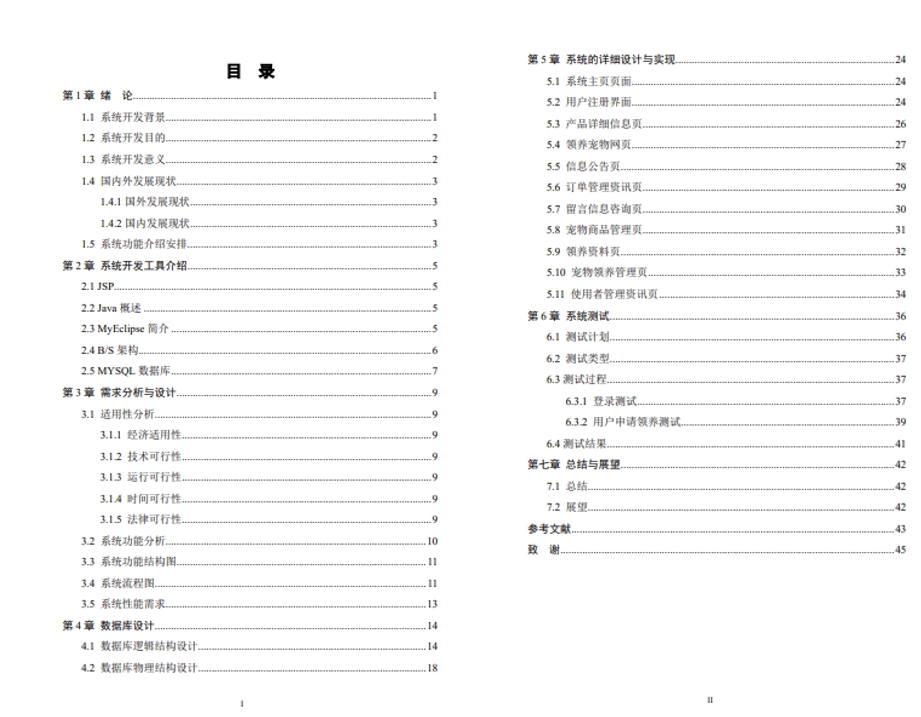 目 录
第 1 章 绪 论....................1
1.1 系统开发背景....................1
1.2 系统开发目的....................2
1.3 系统开发意义....................2
1.4 国内外发展现状....................3
1.4.1 国外发展现状....................3
1.4.2 国内发展现状....................3
1.5 系统功能介绍安排....................3
第 2 章 系统开发工具介绍....................5
2.1 JSP....................5
2.2 Java 概述....................5
2.3 MyEclipse 简介....................5
2.4 B/S 架构....................6
2.5 MYSQL 数据库....................7
第 3 章 需求分析与设计....................9
3.1 适用性分析....................9
3.1.1 经济适用性....................9
3.1.2 技术可行性....................9
3.1.3 运行可行性....................9
3.1.4 时间可行性....................9
3.1.5 法律可行性....................9
3.2 系统功能分析....................10
3.3 系统功能结构图....................11
3.4 系统流程图....................11
3.5 系统性能需求....................13
第 4 章 数据库设计....................14
4.1 数据库逻辑结构设计....................14
4.2 数据库物理结构设计....................18
I
第 5 章 系统的详细设计与实现....................24
5.1 系统主页页面....................24
5.2 用户注册界面....................24
5.3 产品详细信息页....................26
5.4 领养宠物网页....................27
5.5 信息公告页....................28
5.6 订单管理资讯页....................29
5.7 留言信息咨询页....................30
5.8 宠物商品管理页....................31
5.9 领养资料页....................32
5.10 宠物领养管理页....................33
5.11 使用者管理资讯页....................34
第 6 章 系统测试....................36
6.1 测试计划....................36
6.2 测试类型....................37
6.3 测试过程....................37
6.3.1 登录测试....................37
6.3.2 用户申请领养测试....................39
6.4 测试结果....................41
第七章 总结与展望....................42
7.1 总结....................42
7.2 展望....................42
参考文献....................43
致 谢....................45
II